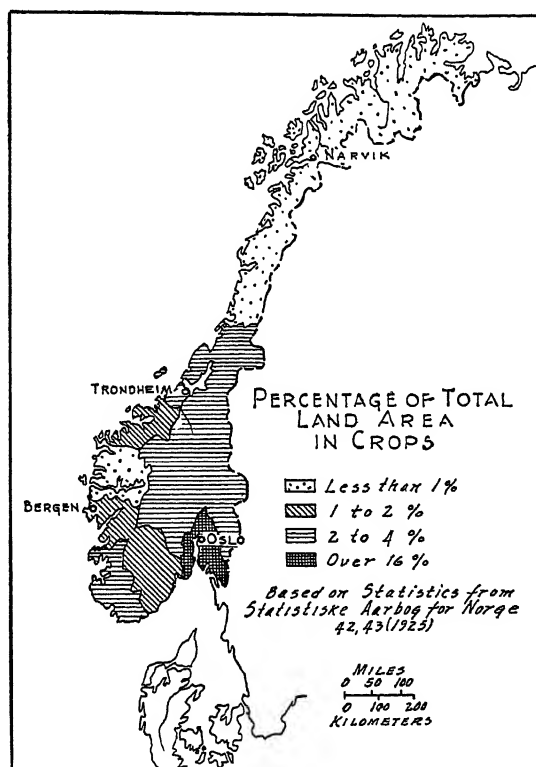 NARVIK
TRONDHEIM
PERCENTAGE OF TOTAL
LAND AREA
IN CROPS
Less than 1%
BERGEN
1 to 2 %
2 to 4 %
OSLO
Over 16 %
Based on Statistics from
Statistiske Aarbog for Norge
42,43 (1925)
MILES
0 50 100
0 100 200
KILOMETERS